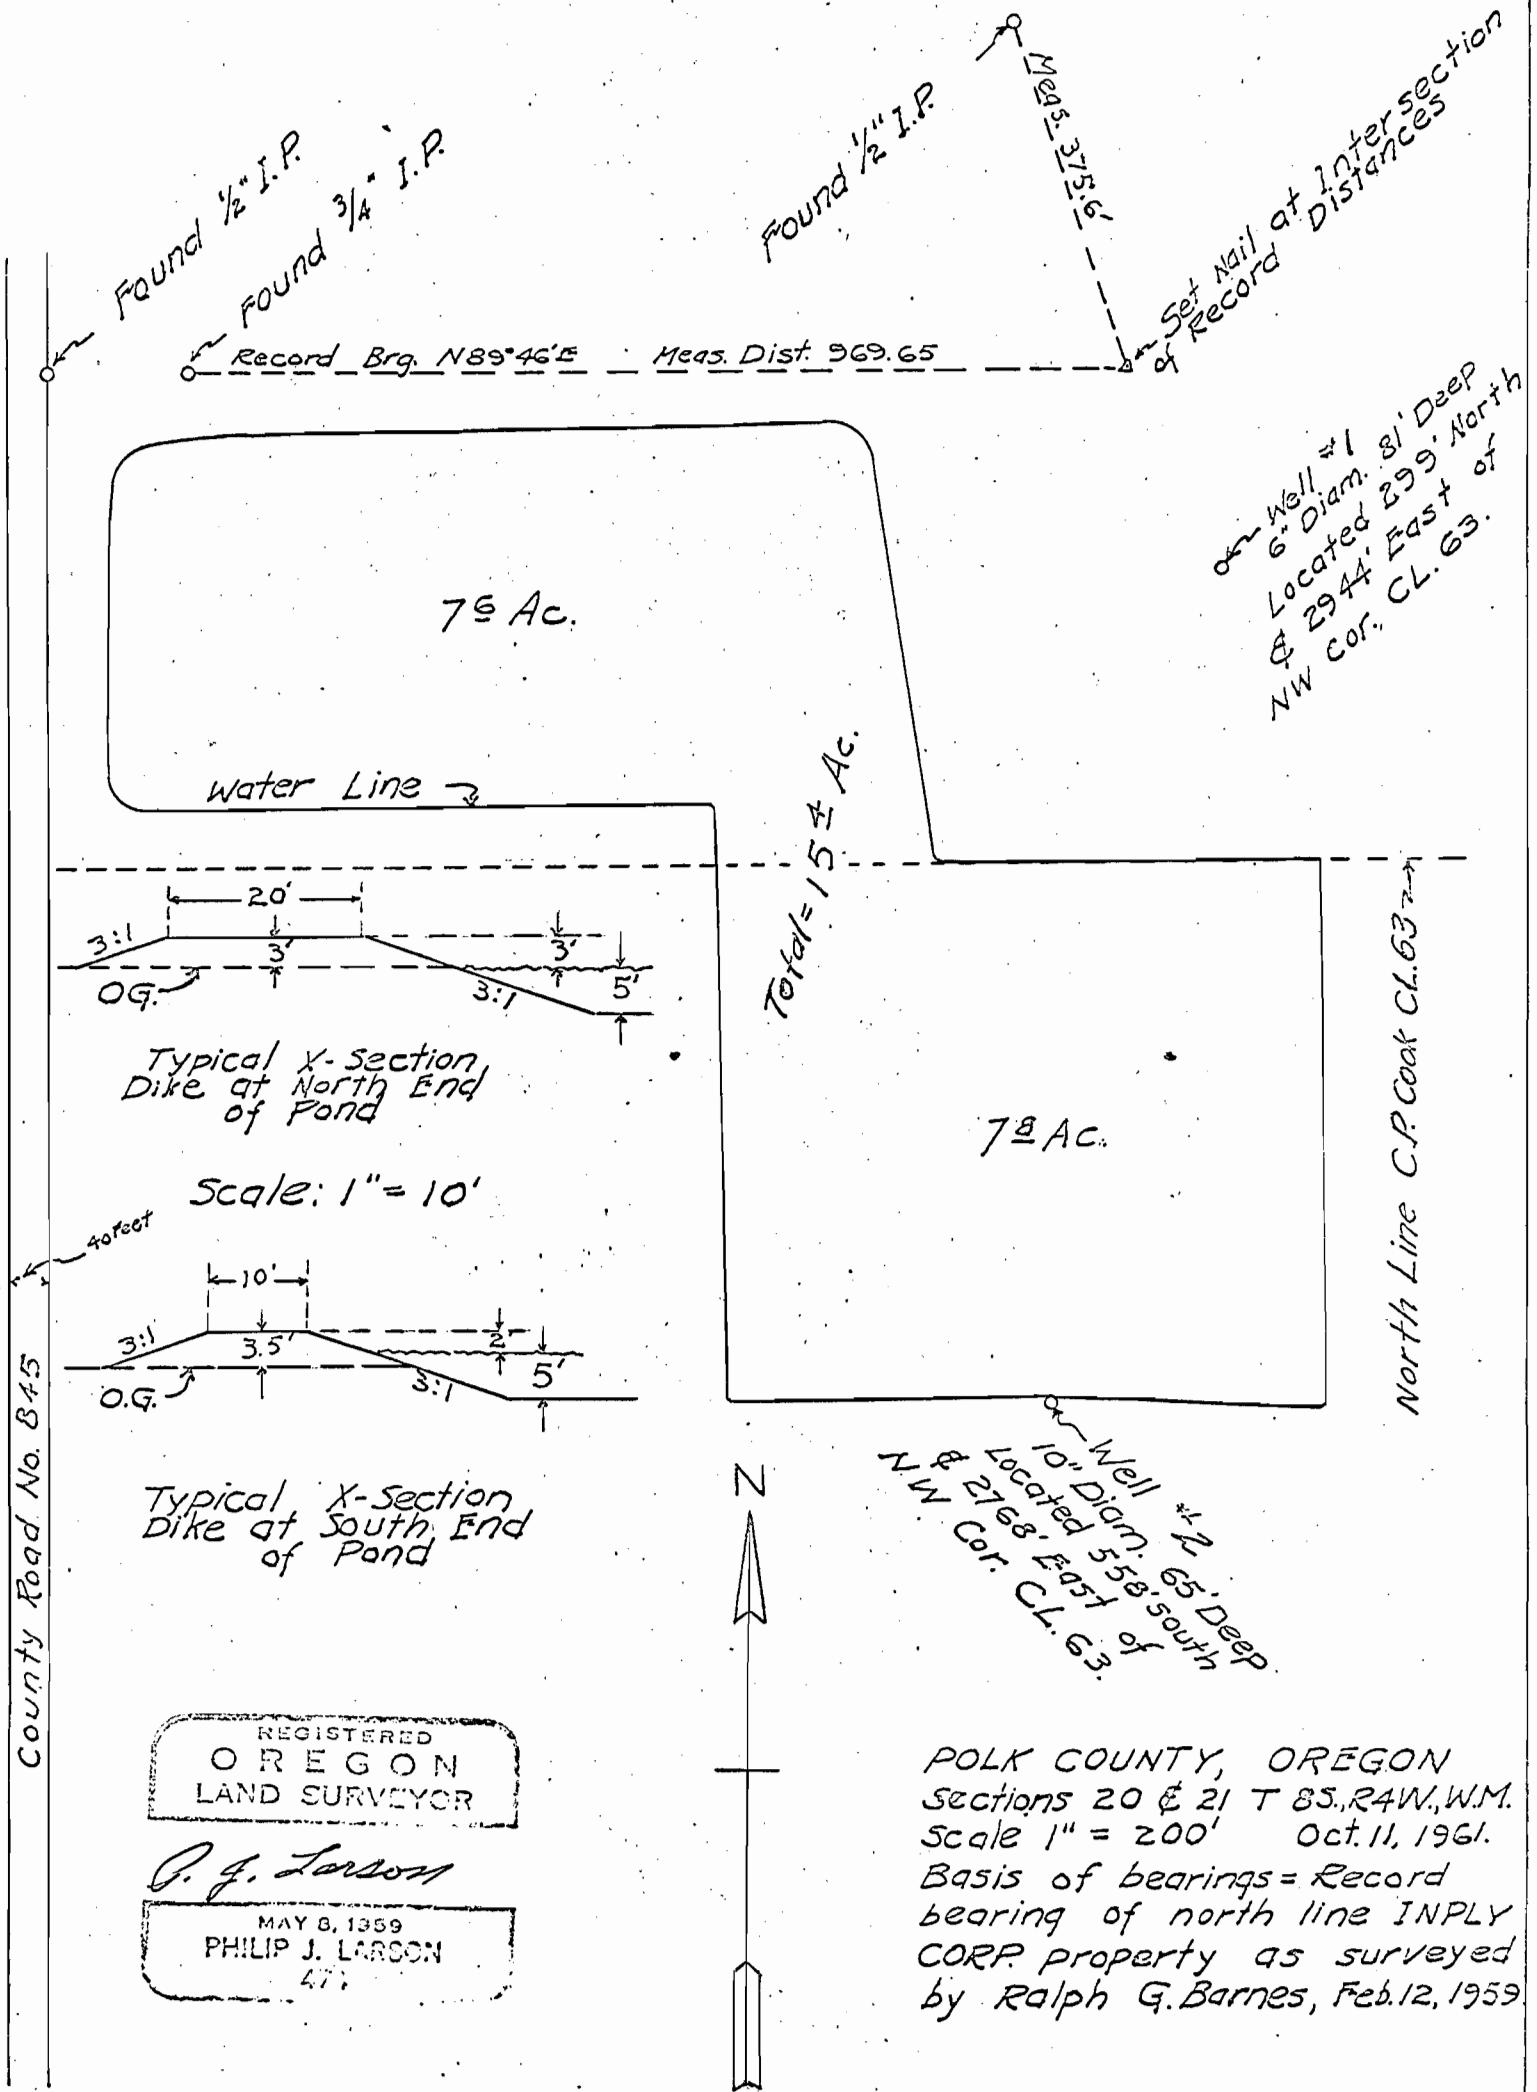 Found 1/2" I.P.
Found 3/4" I.P.
Found 1/2" I.P.
Meas. 375.6'
Set Nail at Intersection
of Record Distances
Record Brg. N89°46'E Meas. Dist. 969.65
Well #1
6" Diam. 81' Deep
Located 299' North
& 2944' East of
NW Cor., CL. 63.
7 6 Ac.
Water Line
Total = 15 4 Ac.
20'
3:1
3'
3'
5'
O.G.
3:1
Typical X-Section
Dike at North End
of Pond
Scale: 1" = 10'
40 feet
10'
3:1
3.5'
2'
5'
O.G.
3:1
Typical X-Section
Dike at South End
of Pond
7 8 Ac.
North Line C.P. Cook CL. 63
County Road No. 845
Well #2
10" Diam. 65' Deep
Located 558' south
& 2768' East of
N.W. Cor. CL. 63.
N
REGISTERED
OREGON
LAND SURVEYOR
P. J. Larson
MAY 8, 1959
PHILIP J. LARSON
POLK COUNTY, OREGON
Sections 20 & 21 T 8S., R4W., W.M.
Scale 1" = 200' Oct. 11, 1961.
Basis of bearings = Record
bearing of north line INPLY
CORP. property as surveyed
by Ralph G. Barnes, Feb. 12, 1959